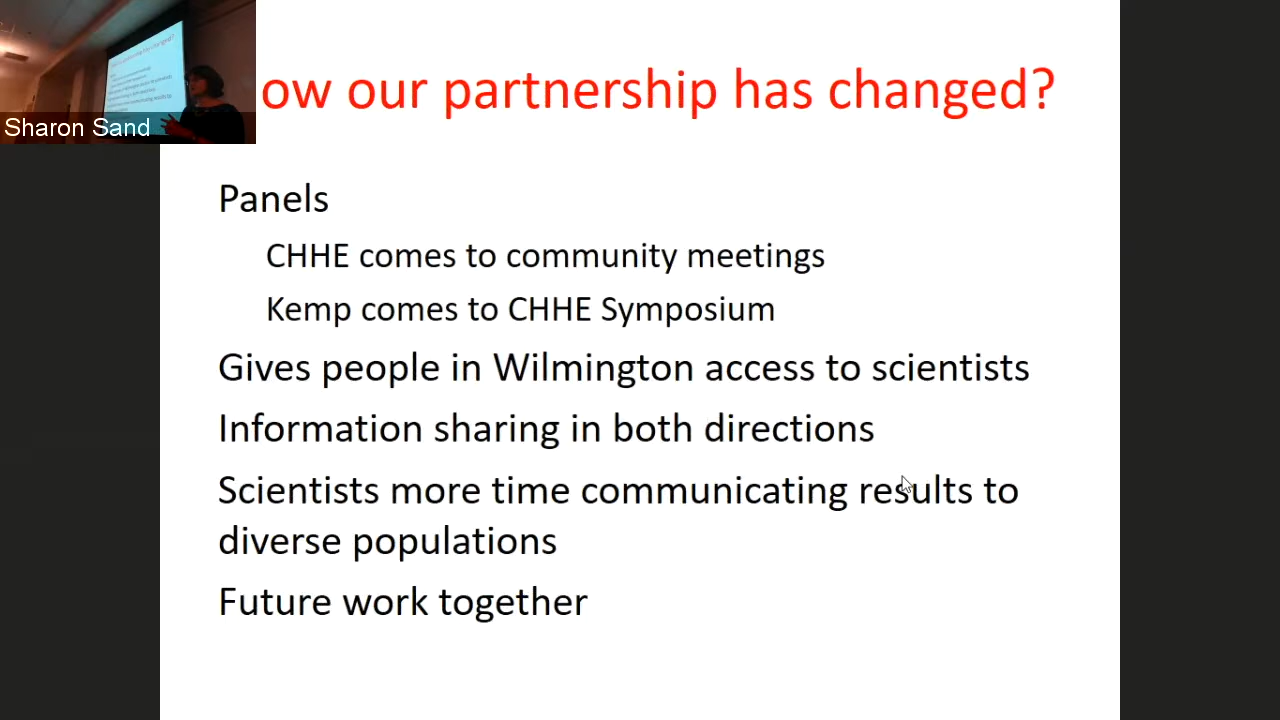 Sharon Sand
ow our partnership has changed?
Panels
CHHE comes to community meetings
Kemp comes to CHHE Symposium
Gives people in Wilmington access to scientists
Information sharing in both directions
Scientists more time communicating results to
diverse populations
Future work together